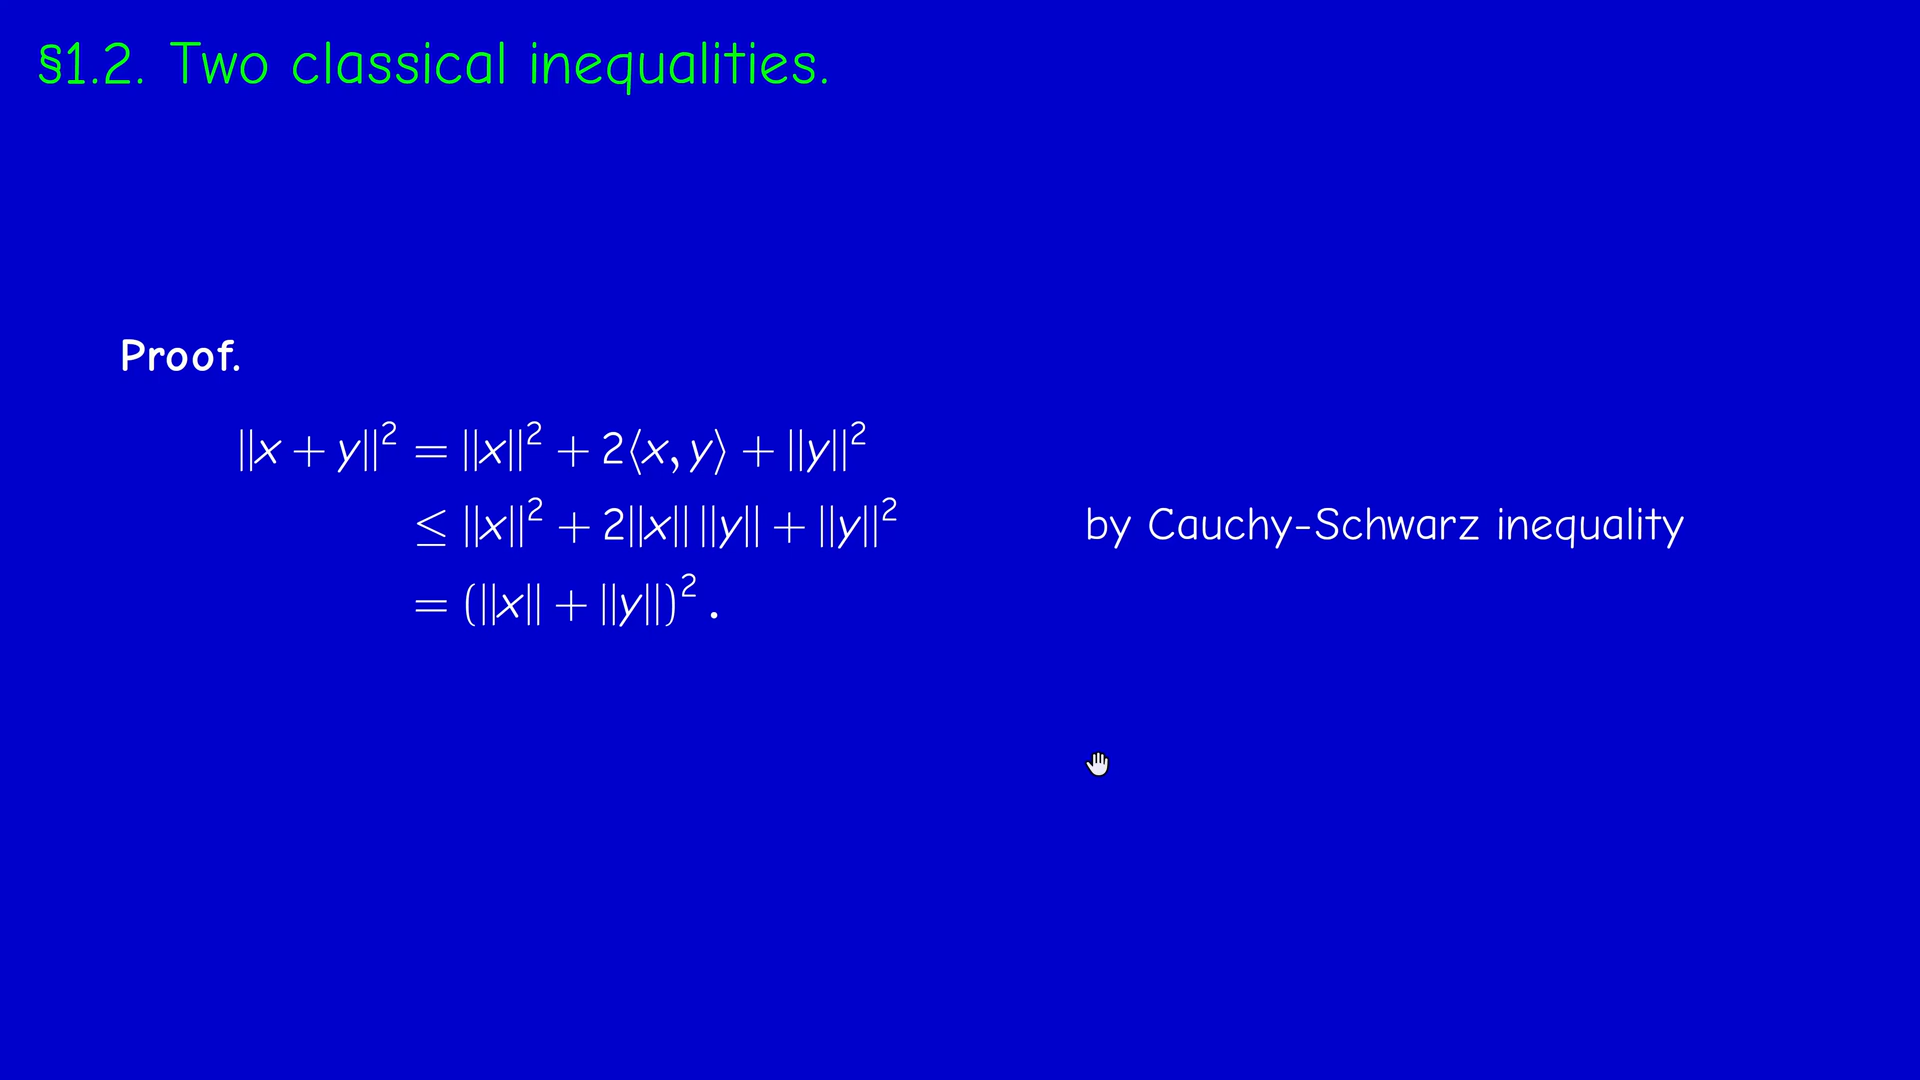 §1.2. Two classical inequalities.
Proof.
‖x + y‖² = ‖x‖² + 2⟨x, y⟩ + ‖y‖²
≤ ‖x‖² + 2‖x‖ ‖y‖ + ‖y‖² by Cauchy-Schwarz inequality
= (‖x‖ + ‖y‖)² .